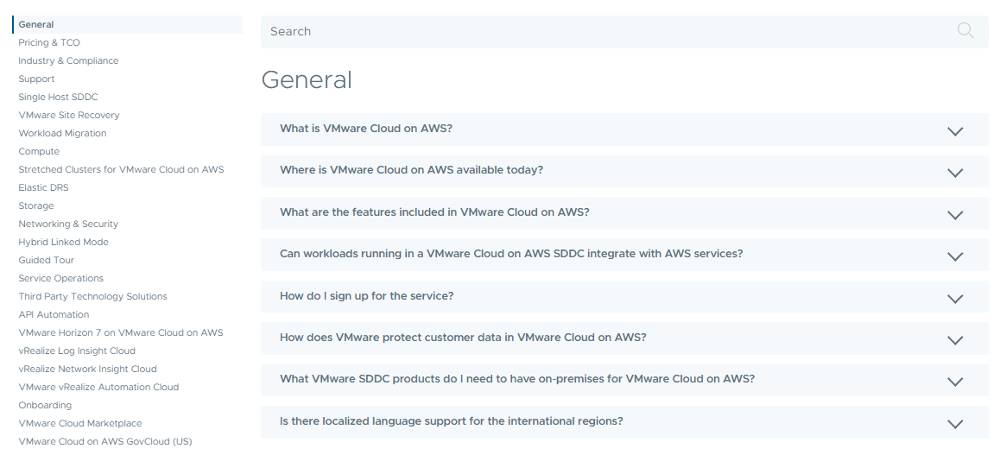 General
Pricing & TCO
Industry & Compliance
Support
Single Host SDDC
VMware Site Recovery
Workload Migration
Compute
Stretched Clusters for VMware Cloud on AWS
Elastic DRS
Storage
Networking & Security
Hybrid Linked Mode
Guided Tour
Service Operations
Third Party Technology Solutions
API Automation
VMware Horizon 7 on VMware Cloud on AWS
vRealize Log Insight Cloud
vRealize Network Insight Cloud
VMware vRealize Automation Cloud
Onboarding
VMware Cloud Marketplace
VMware Cloud on AWS GovCloud (US)
Search
General
What is VMware Cloud on AWS?
Where is VMware Cloud on AWS available today?
What are the features included in VMware Cloud on AWS?
Can workloads running in a VMware Cloud on AWS SDDC integrate with AWS services?
How do I sign up for the service?
How does VMware protect customer data in VMware Cloud on AWS?
What VMware SDDC products do I need to have on-premises for VMware Cloud on AWS?
Is there localized language support for the international regions?